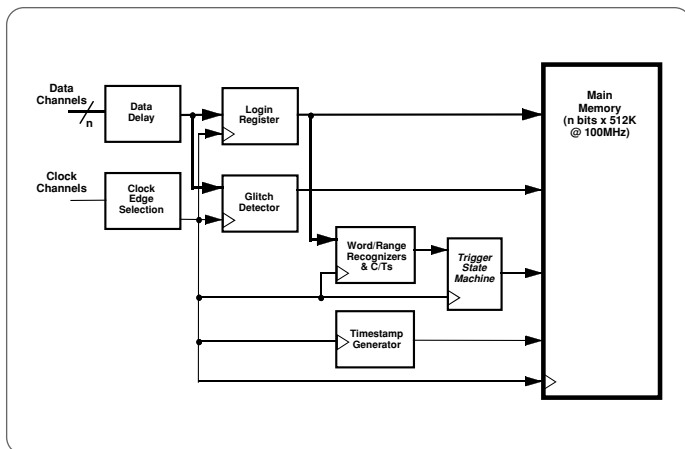 Data
Channels
n
Data
Delay
Login
Register
Main
Memory
(n bits x 512K
@ 100MHz)
Clock
Channels
Clock
Edge
Selection
Glitch
Detector
Word/Range
Recognizers
& C/Ts
Trigger
State
Machine
Timestamp
Generator